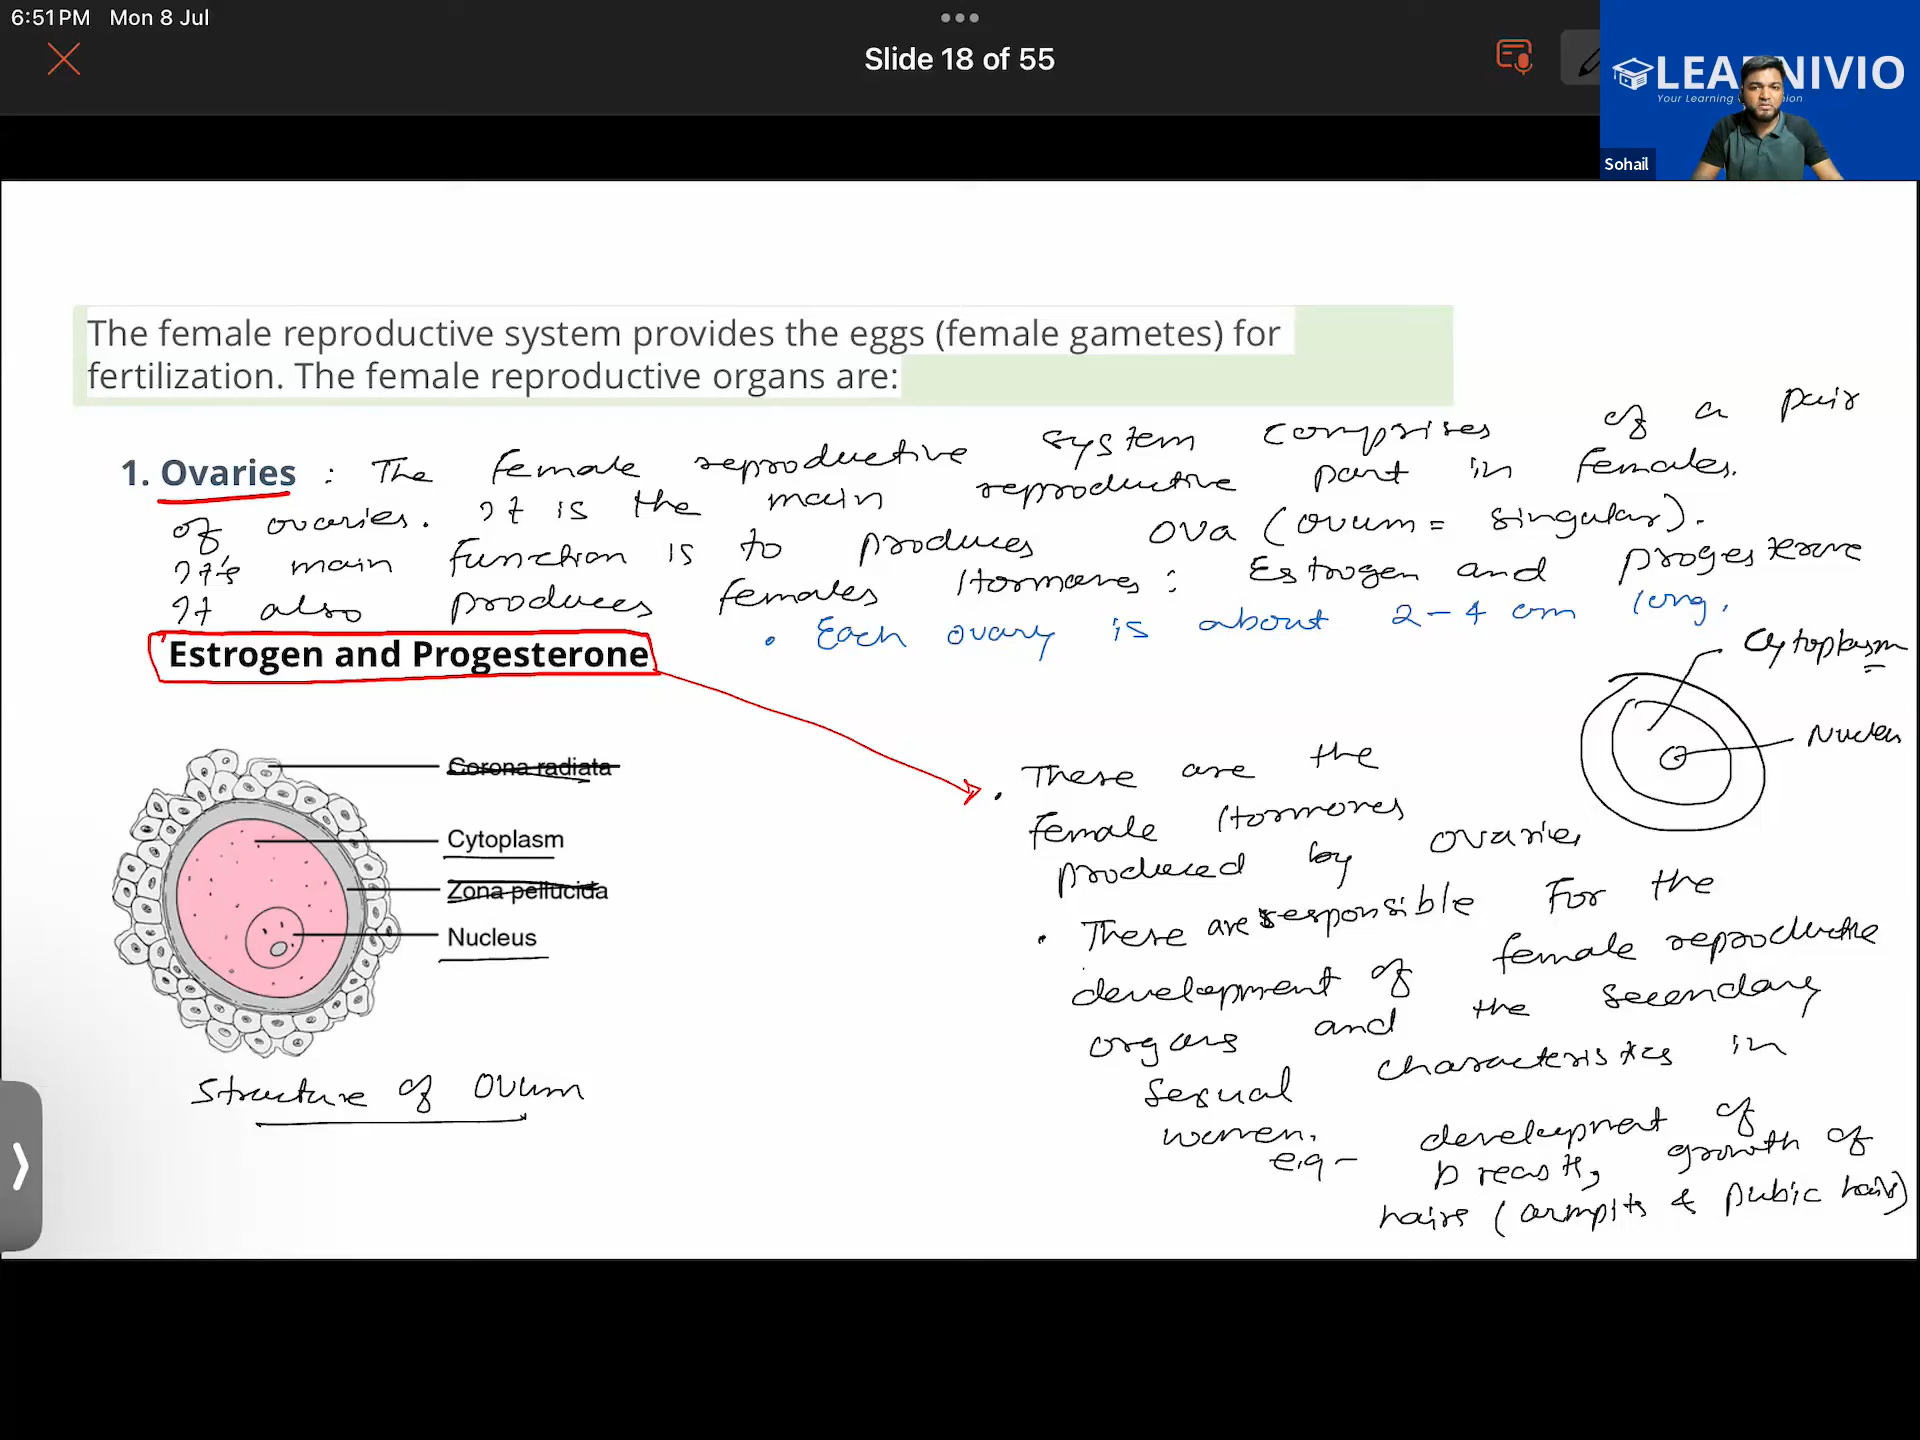 6:51 PM Mon 8 Jul
Slide 18 of 55
LEARNIVIO
Your Learning
Sohail
The female reproductive system provides the eggs (female gametes) for
fertilization. The female reproductive organs are:
1. Ovaries : The female reproductive system comprises of a pair
of ovaries. It is the main reproductive part in females.
It's main function is to produces ova (ovum = singular).
It also produces females Hormones : Estrogen and progesterone
• Each ovary is about 2-4 cm long.
Estrogen and Progesterone
Cytoplasm
Nucleus
Corona radiata
Cytoplasm
Zona pellucida
Nucleus
Structure of Ovum
• These are the
female Hormones
produced by ovaries
• These are responsible For the
development of female reproductive
organs and the secondary
sexual characteristics in
women.
e.g - development of
breasts, growth of
hairs (armpits & pubic hairs)